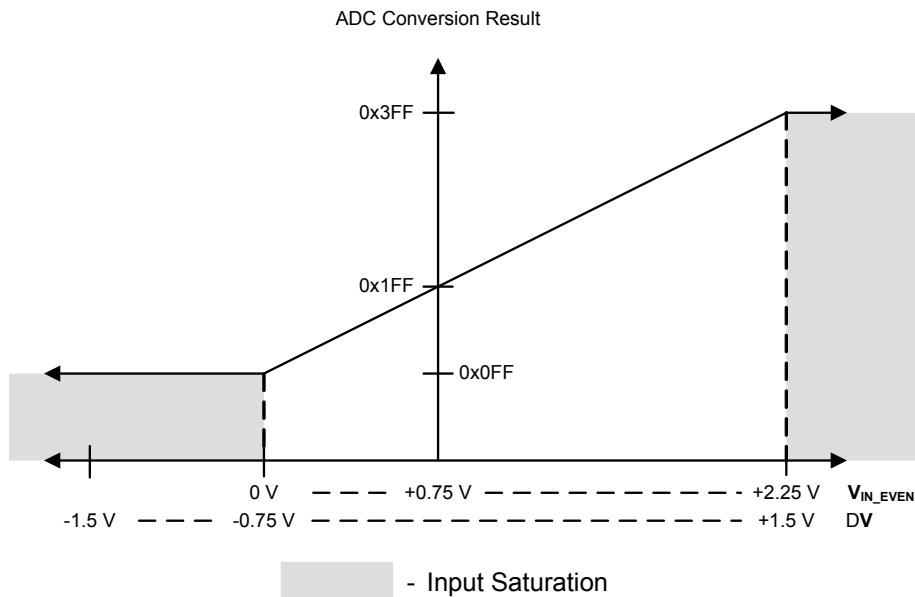 ADC Conversion Result
0x3FF
0x1FF
0x0FF
0 V +0.75 V +2.25 V VIN_EVEN
-1.5 V -0.75 V +1.5 V DV
- Input Saturation